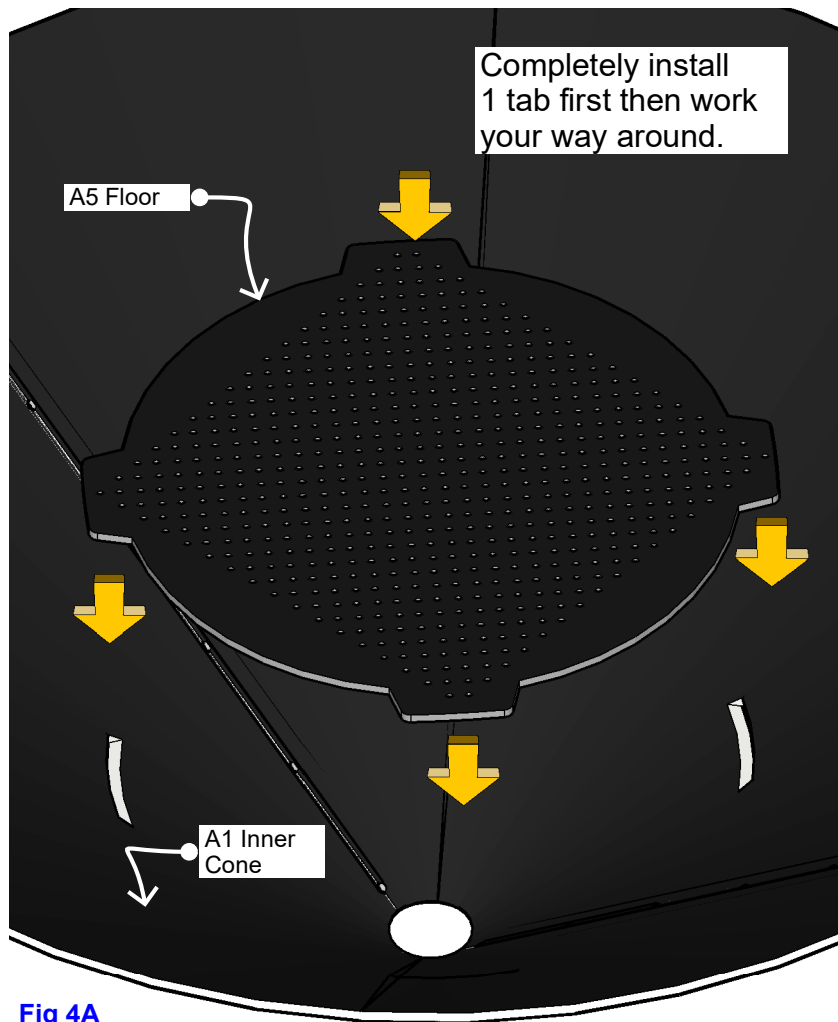 Completely install
1 tab first then work
your way around.
A5 Floor
A1 Inner
Cone
Fig 4A